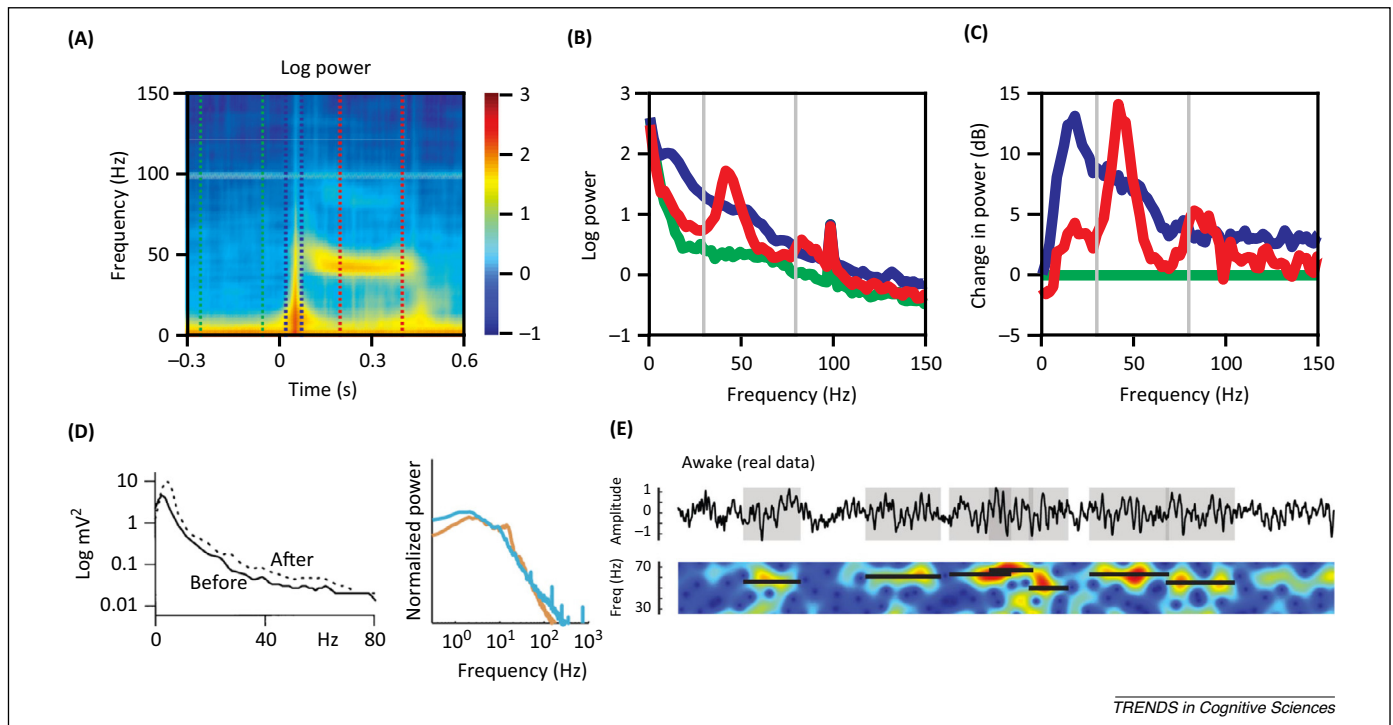 (A)
Log power
150
100
50
0
Frequency (Hz)
–0.3
0
0.3
0.6
Time (s)
3
2
1
0
–1
(B)
3
2
1
0
–1
Log power
0
50
100
150
Frequency (Hz)
(C)
15
10
5
0
–5
Change in power (dB)
0
50
100
150
Frequency (Hz)
(D)
10
1
0.1
0.01
Log mV²
After
Before
0
40
Hz
80
Normalized power
10⁰
10¹
10²
10³
Frequency (Hz)
(E)
Awake (real data)
Amplitude
1
0
−1
Freq (Hz)
70
30
TRENDS in Cognitive Sciences